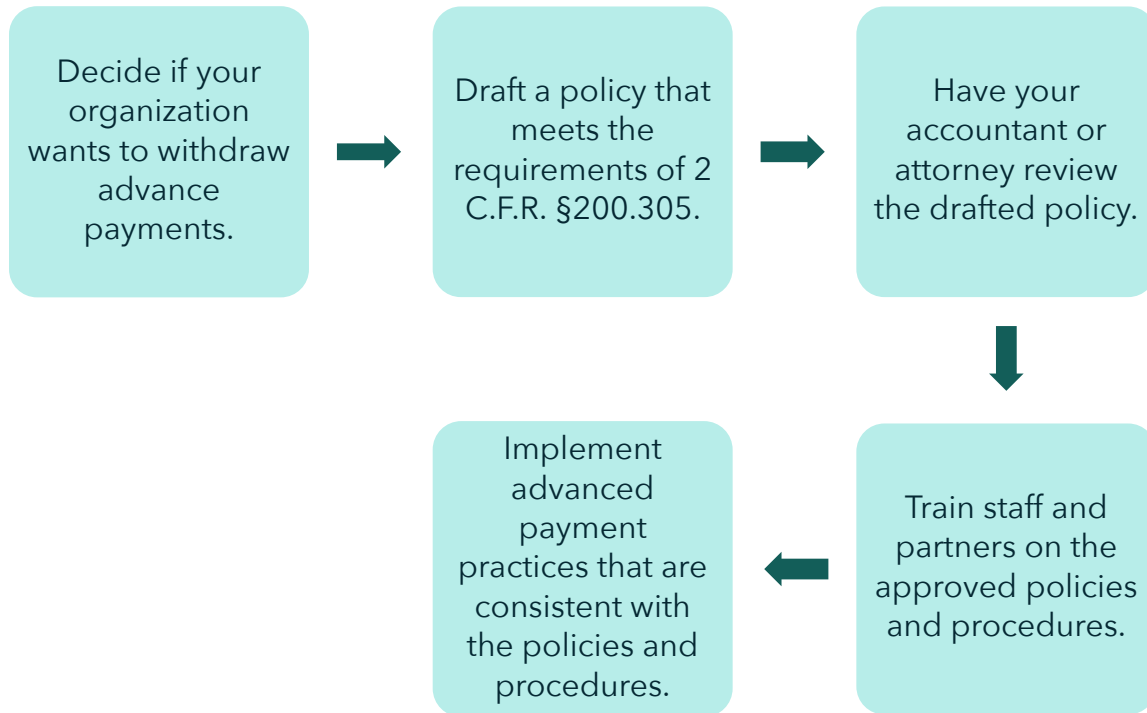 Decide if your
organization
wants to withdraw
advance
payments.
Draft a policy that
meets the
requirements of 2
C.F.R. §200.305.
Have your
accountant or
attorney review
the drafted policy.
Train staff and
partners on the
approved policies
and procedures.
Implement
advanced
payment
practices that are
consistent with
the policies and
procedures.